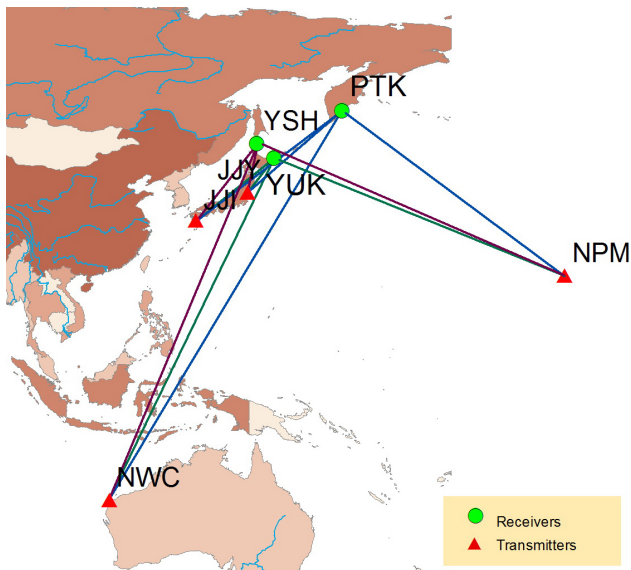 PTK
YSH
JJY
YUK
JJI
NPM
NWC
Receivers
Transmitters